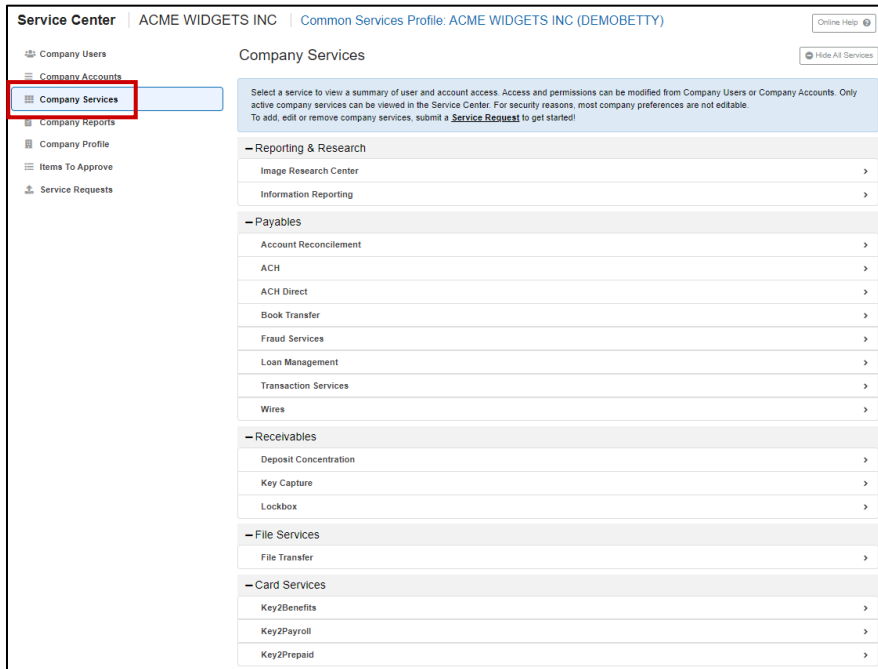 Service Center | ACME WIDGETS INC | Common Services Profile: ACME WIDGETS INC (DEMOBETTY)
Online Help
Company Users
Company Accounts
Company Services
Company Reports
Company Profile
Items To Approve
Service Requests
Company Services
Hide All Services
Select a service to view a summary of user and account access. Access and permissions can be modified from Company Users or Company Accounts. Only
active company services can be viewed in the Service Center. For security reasons, most company preferences are not editable.
To add, edit or remove company services, submit a Service Request to get started!
Reporting & Research
Image Research Center
Information Reporting
Payables
Account Reconcilement
ACH
ACH Direct
Book Transfer
Fraud Services
Loan Management
Transaction Services
Wires
Receivables
Deposit Concentration
Key Capture
Lockbox
File Services
File Transfer
Card Services
Key2Benefits
Key2Payroll
Key2Prepaid